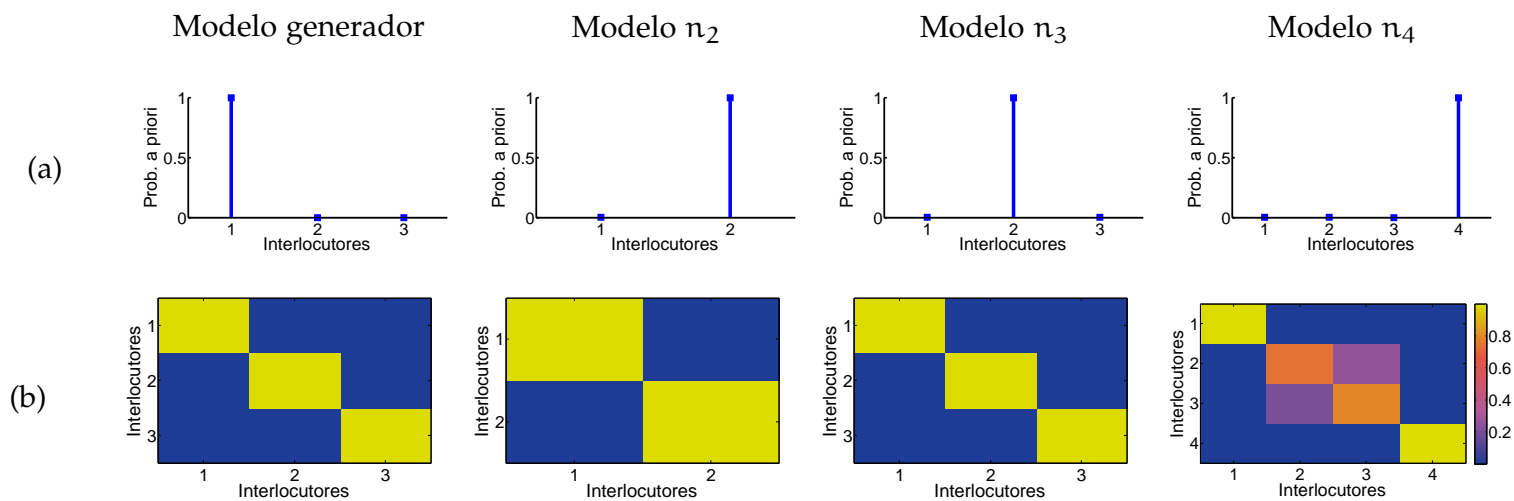 Modelo generador
Modelo n2
Modelo n3
Modelo n4
(a)
Prob. a priori
1
0.5
0
1 2 3
Interlocutores
Prob. a priori
1
0.5
0
1 2
Interlocutores
Prob. a priori
1
0.5
0
1 2 3
Interlocutores
Prob. a priori
1
0.5
0
1 2 3 4
Interlocutores
(b)
Interlocutores
1
2
3
1 2 3
Interlocutores
Interlocutores
1
2
1 2
Interlocutores
Interlocutores
1
2
3
1 2 3
Interlocutores
Interlocutores
1
2
3
4
1 2 3 4
Interlocutores
0.8
0.6
0.4
0.2